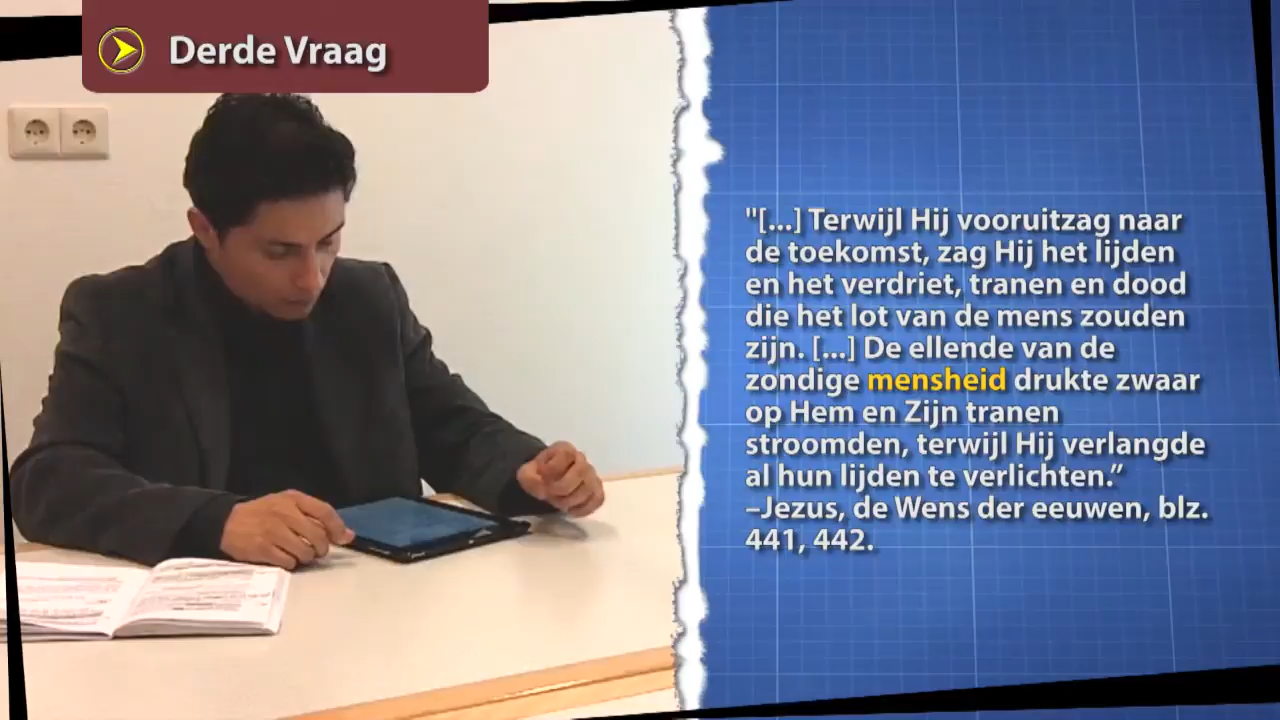 Derde Vraag
"[...] Terwijl Hij vooruitzag naar
de toekomst, zag Hij het lijden
en het verdriet, tranen en dood
die het lot van de mens zouden
zijn. [...] De ellende van de
zondige mensheid drukte zwaar
op Hem en Zijn tranen
stroomden, terwijl Hij verlangde
al hun lijden te verlichten.”
–Jezus, de Wens der eeuwen, blz.
441, 442.